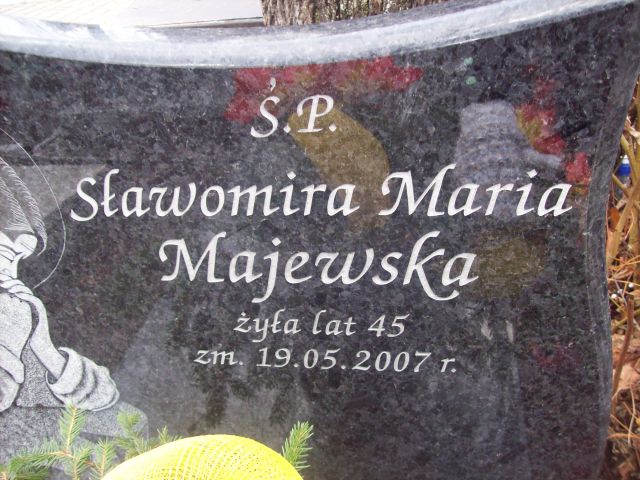 Ś.P.
Sławomira Maria
Majewska
żyła lat 45
zm. 19.05.2007 r.